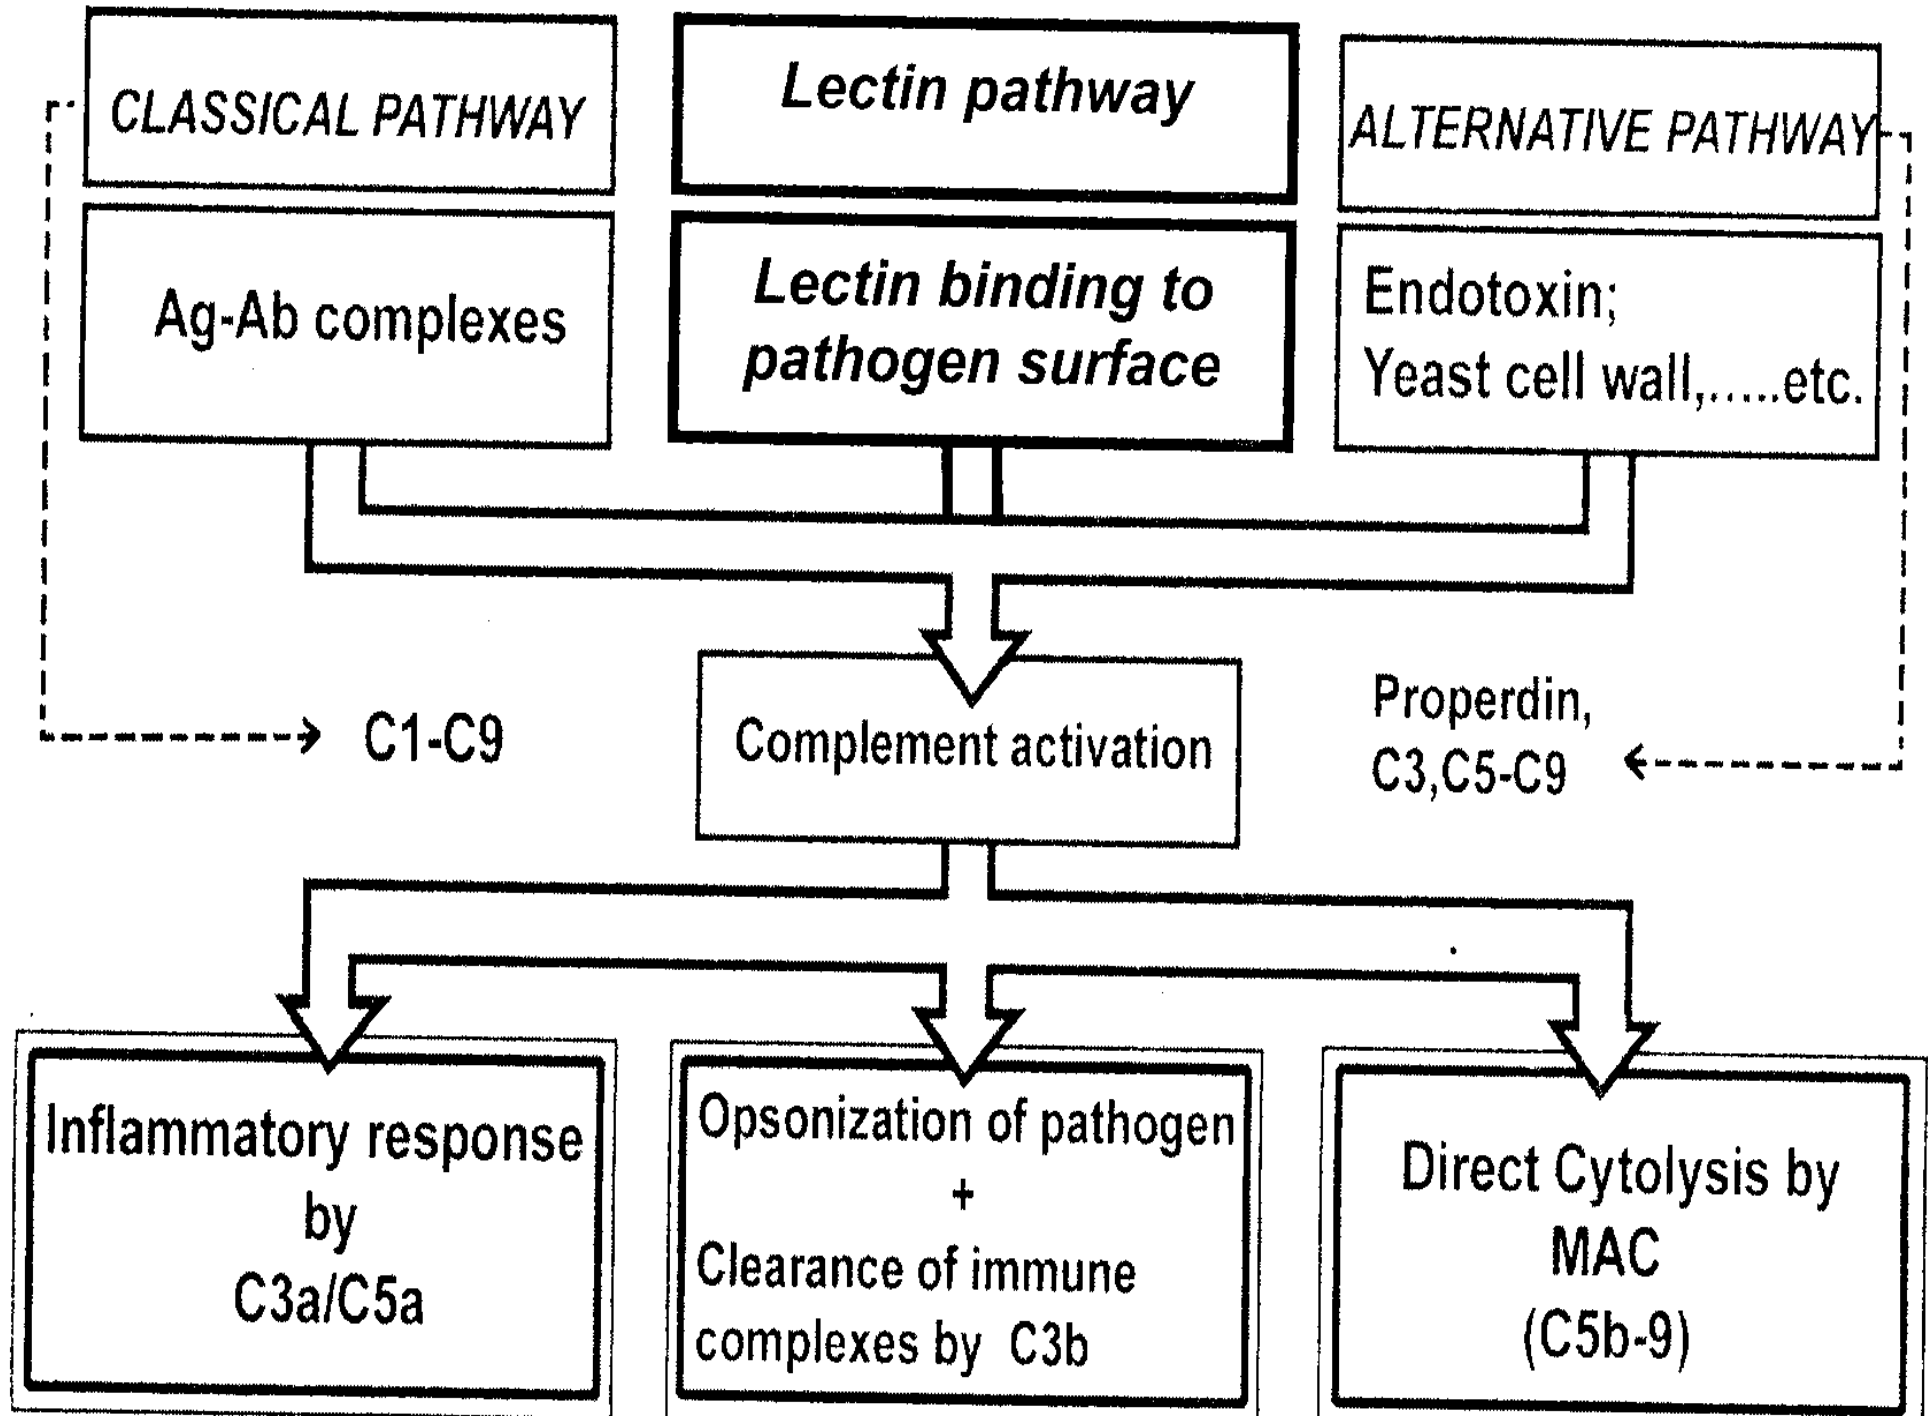 CLASSICAL PATHWAY
Lectin pathway
ALTERNATIVE PATHWAY
Ag-Ab complexes
Lectin binding to
pathogen surface
Endotoxin;
Yeast cell wall,.....etc.
C1-C9
Complement activation
Properdin,
C3,C5-C9
Inflammatory response
by
C3a/C5a
Opsonization of pathogen
+
Clearance of immune
complexes by C3b
Direct Cytolysis by
MAC
(C5b-9)